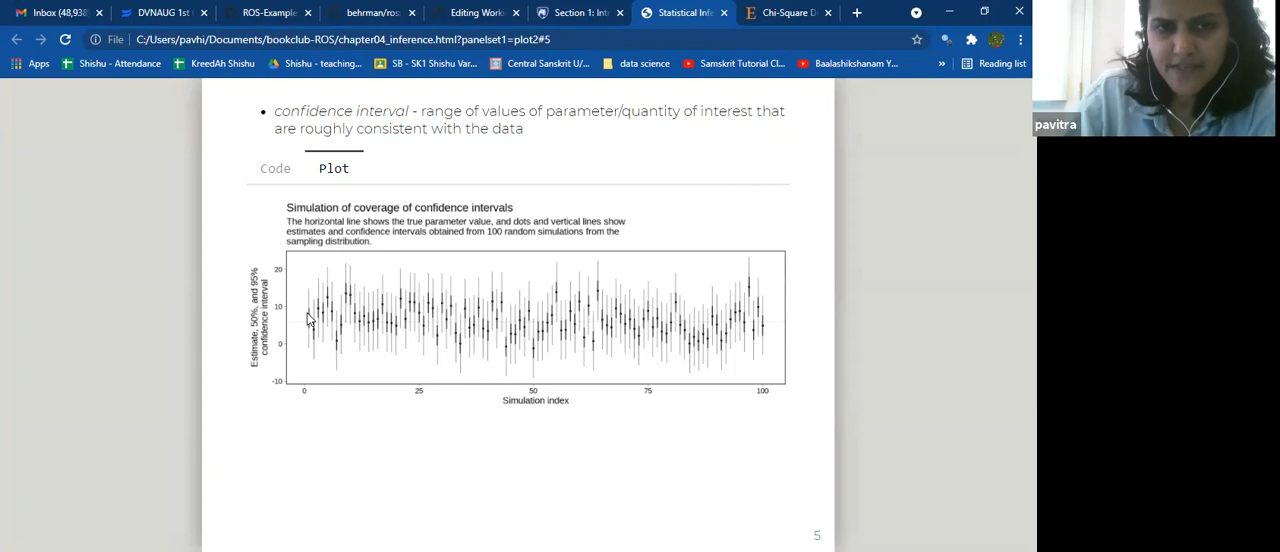 Inbox (48,938
DVNAUG 1st
ROS-Example
behrman/ros
Editing Worki
Section 1: Int
Statistical Infe
Chi-Square D
File
C:/Users/pavhi/Documents/bookclub-ROS/chapter04_inference.html?panelset1=plot2#5
Apps
Shishu - Attendance
KreedAh Shishu
Shishu - teaching...
SB - SK1 Shishu Var...
Central Sanskrit U/...
data science
Samskrit Tutorial Cl...
Baalashikshanam Y...
»
Reading list
pavitra
• confidence interval - range of values of parameter/quantity of interest that
are roughly consistent with the data
Code
Plot
Simulation of coverage of confidence intervals
The horizontal line shows the true parameter value, and dots and vertical lines show
estimates and confidence intervals obtained from 100 random simulations from the
sampling distribution.
Estimate, 50%, and 95%
confidence interval
20
10
0
-10
0
25
50
75
100
Simulation index
5